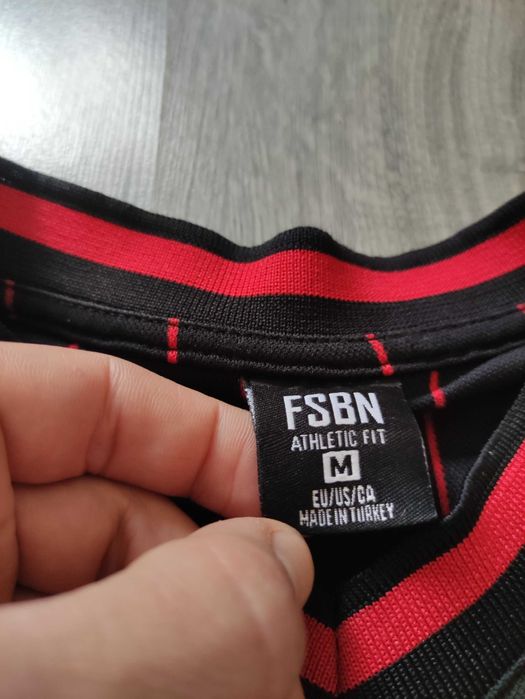 FSBN
ATHLETIC FIT
M
EU/US/CA
MADE IN TURKEY